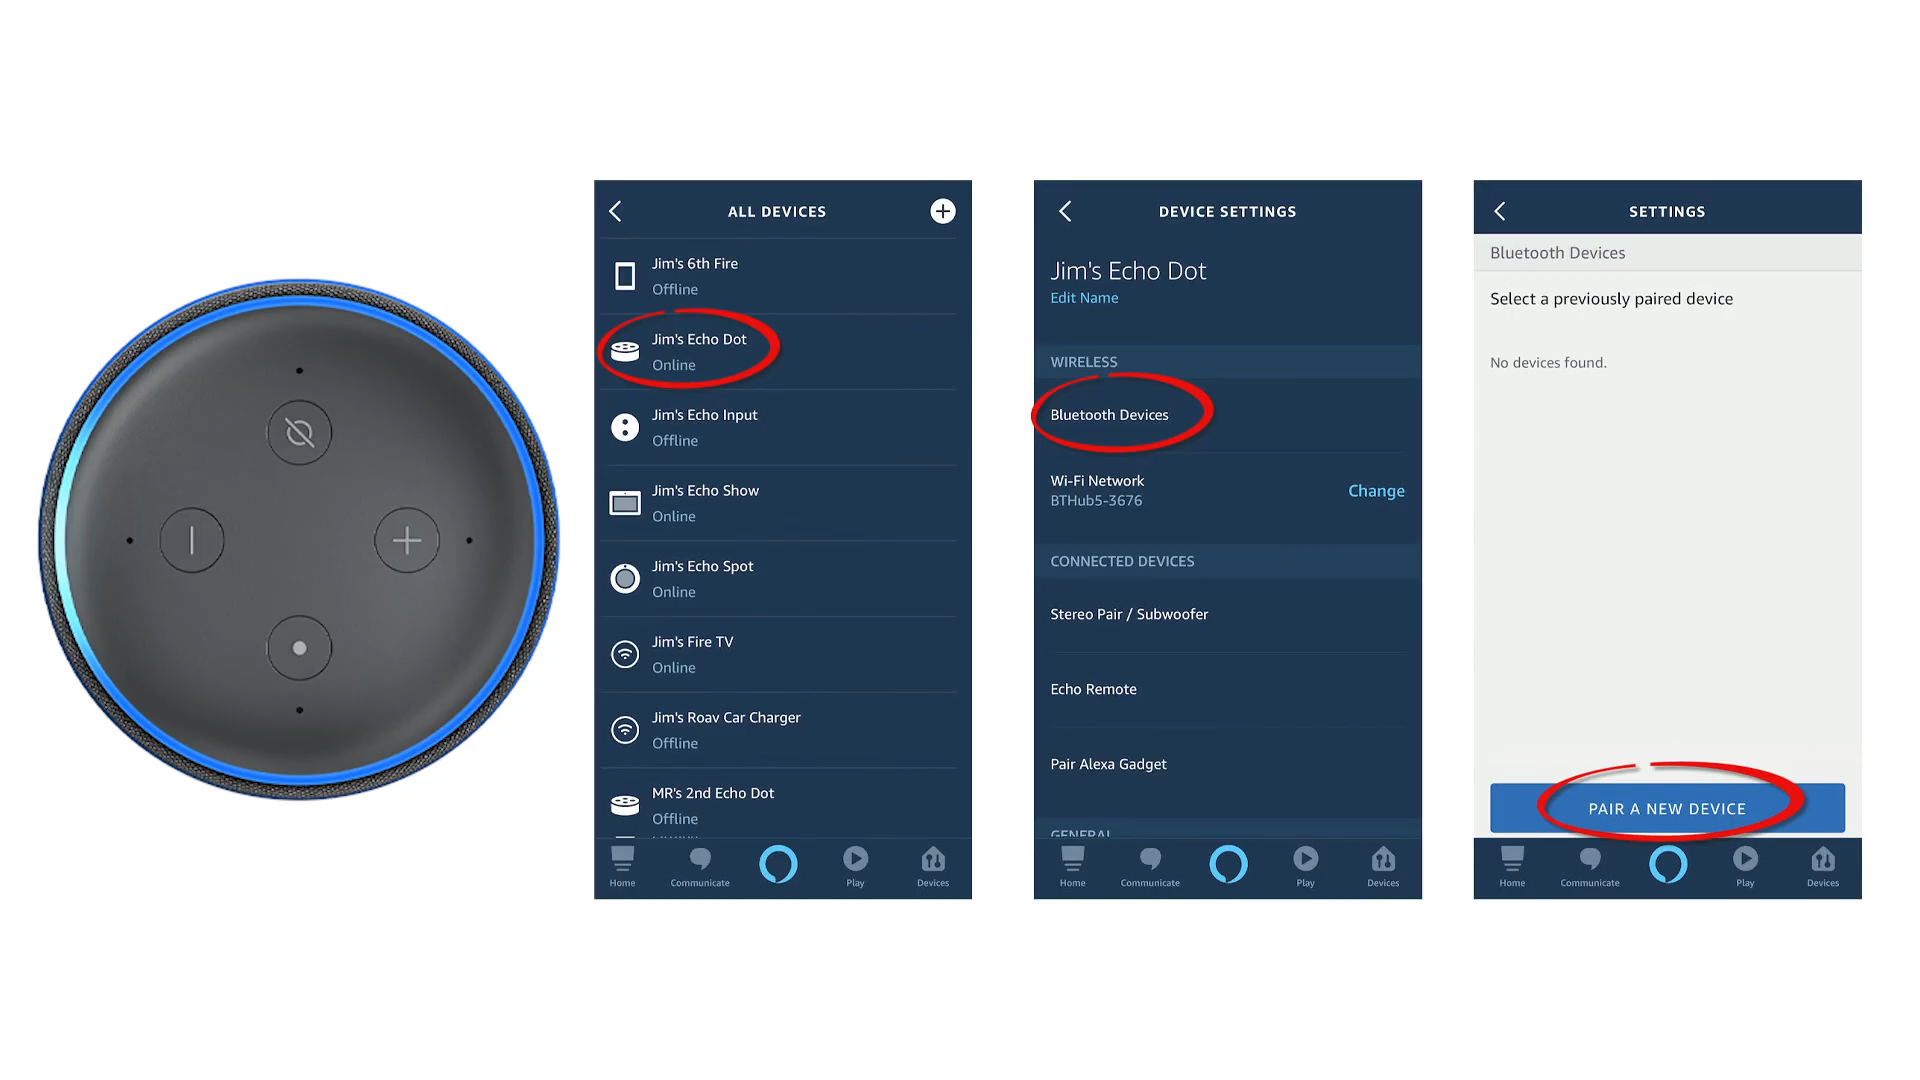 ALL DEVICES
Jim's 6th Fire
Offline
Jim's Echo Dot
Online
Jim's Echo Input
Offline
Jim's Echo Show
Online
Jim's Echo Spot
Online
Jim's Fire TV
Online
Jim's Roav Car Charger
Offline
MR's 2nd Echo Dot
Offline
Home
Communicate
Play
Devices
DEVICE SETTINGS
Jim's Echo Dot
Edit Name
WIRELESS
Bluetooth Devices
Wi-Fi Network
BTHub5-3676
Change
CONNECTED DEVICES
Stereo Pair / Subwoofer
Echo Remote
Pair Alexa Gadget
GENERAL
Home
Communicate
Play
Devices
SETTINGS
Bluetooth Devices
Select a previously paired device
No devices found.
PAIR A NEW DEVICE
Home
Communicate
Play
Devices